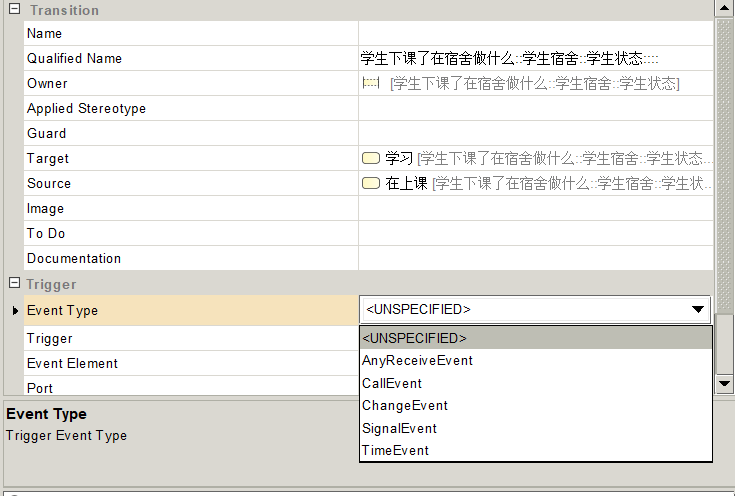 Transition
Name
Qualified Name 学生下课了在宿舍做什么::学生宿舍::学生状态::::
Owner [学生下课了在宿舍做什么::学生宿舍::学生状态]
Applied Stereotype
Guard
Target 学习 [学生下课了在宿舍做什么::学生宿舍::学生状态...
Source 在上课 [学生下课了在宿舍做什么::学生宿舍::学生状...
Image
To Do
Documentation
Trigger
Event Type <UNSPECIFIED>
Trigger <UNSPECIFIED>
AnyReceiveEvent
Event Element CallEvent
Port ChangeEvent
Event Type SignalEvent
Trigger Event Type TimeEvent